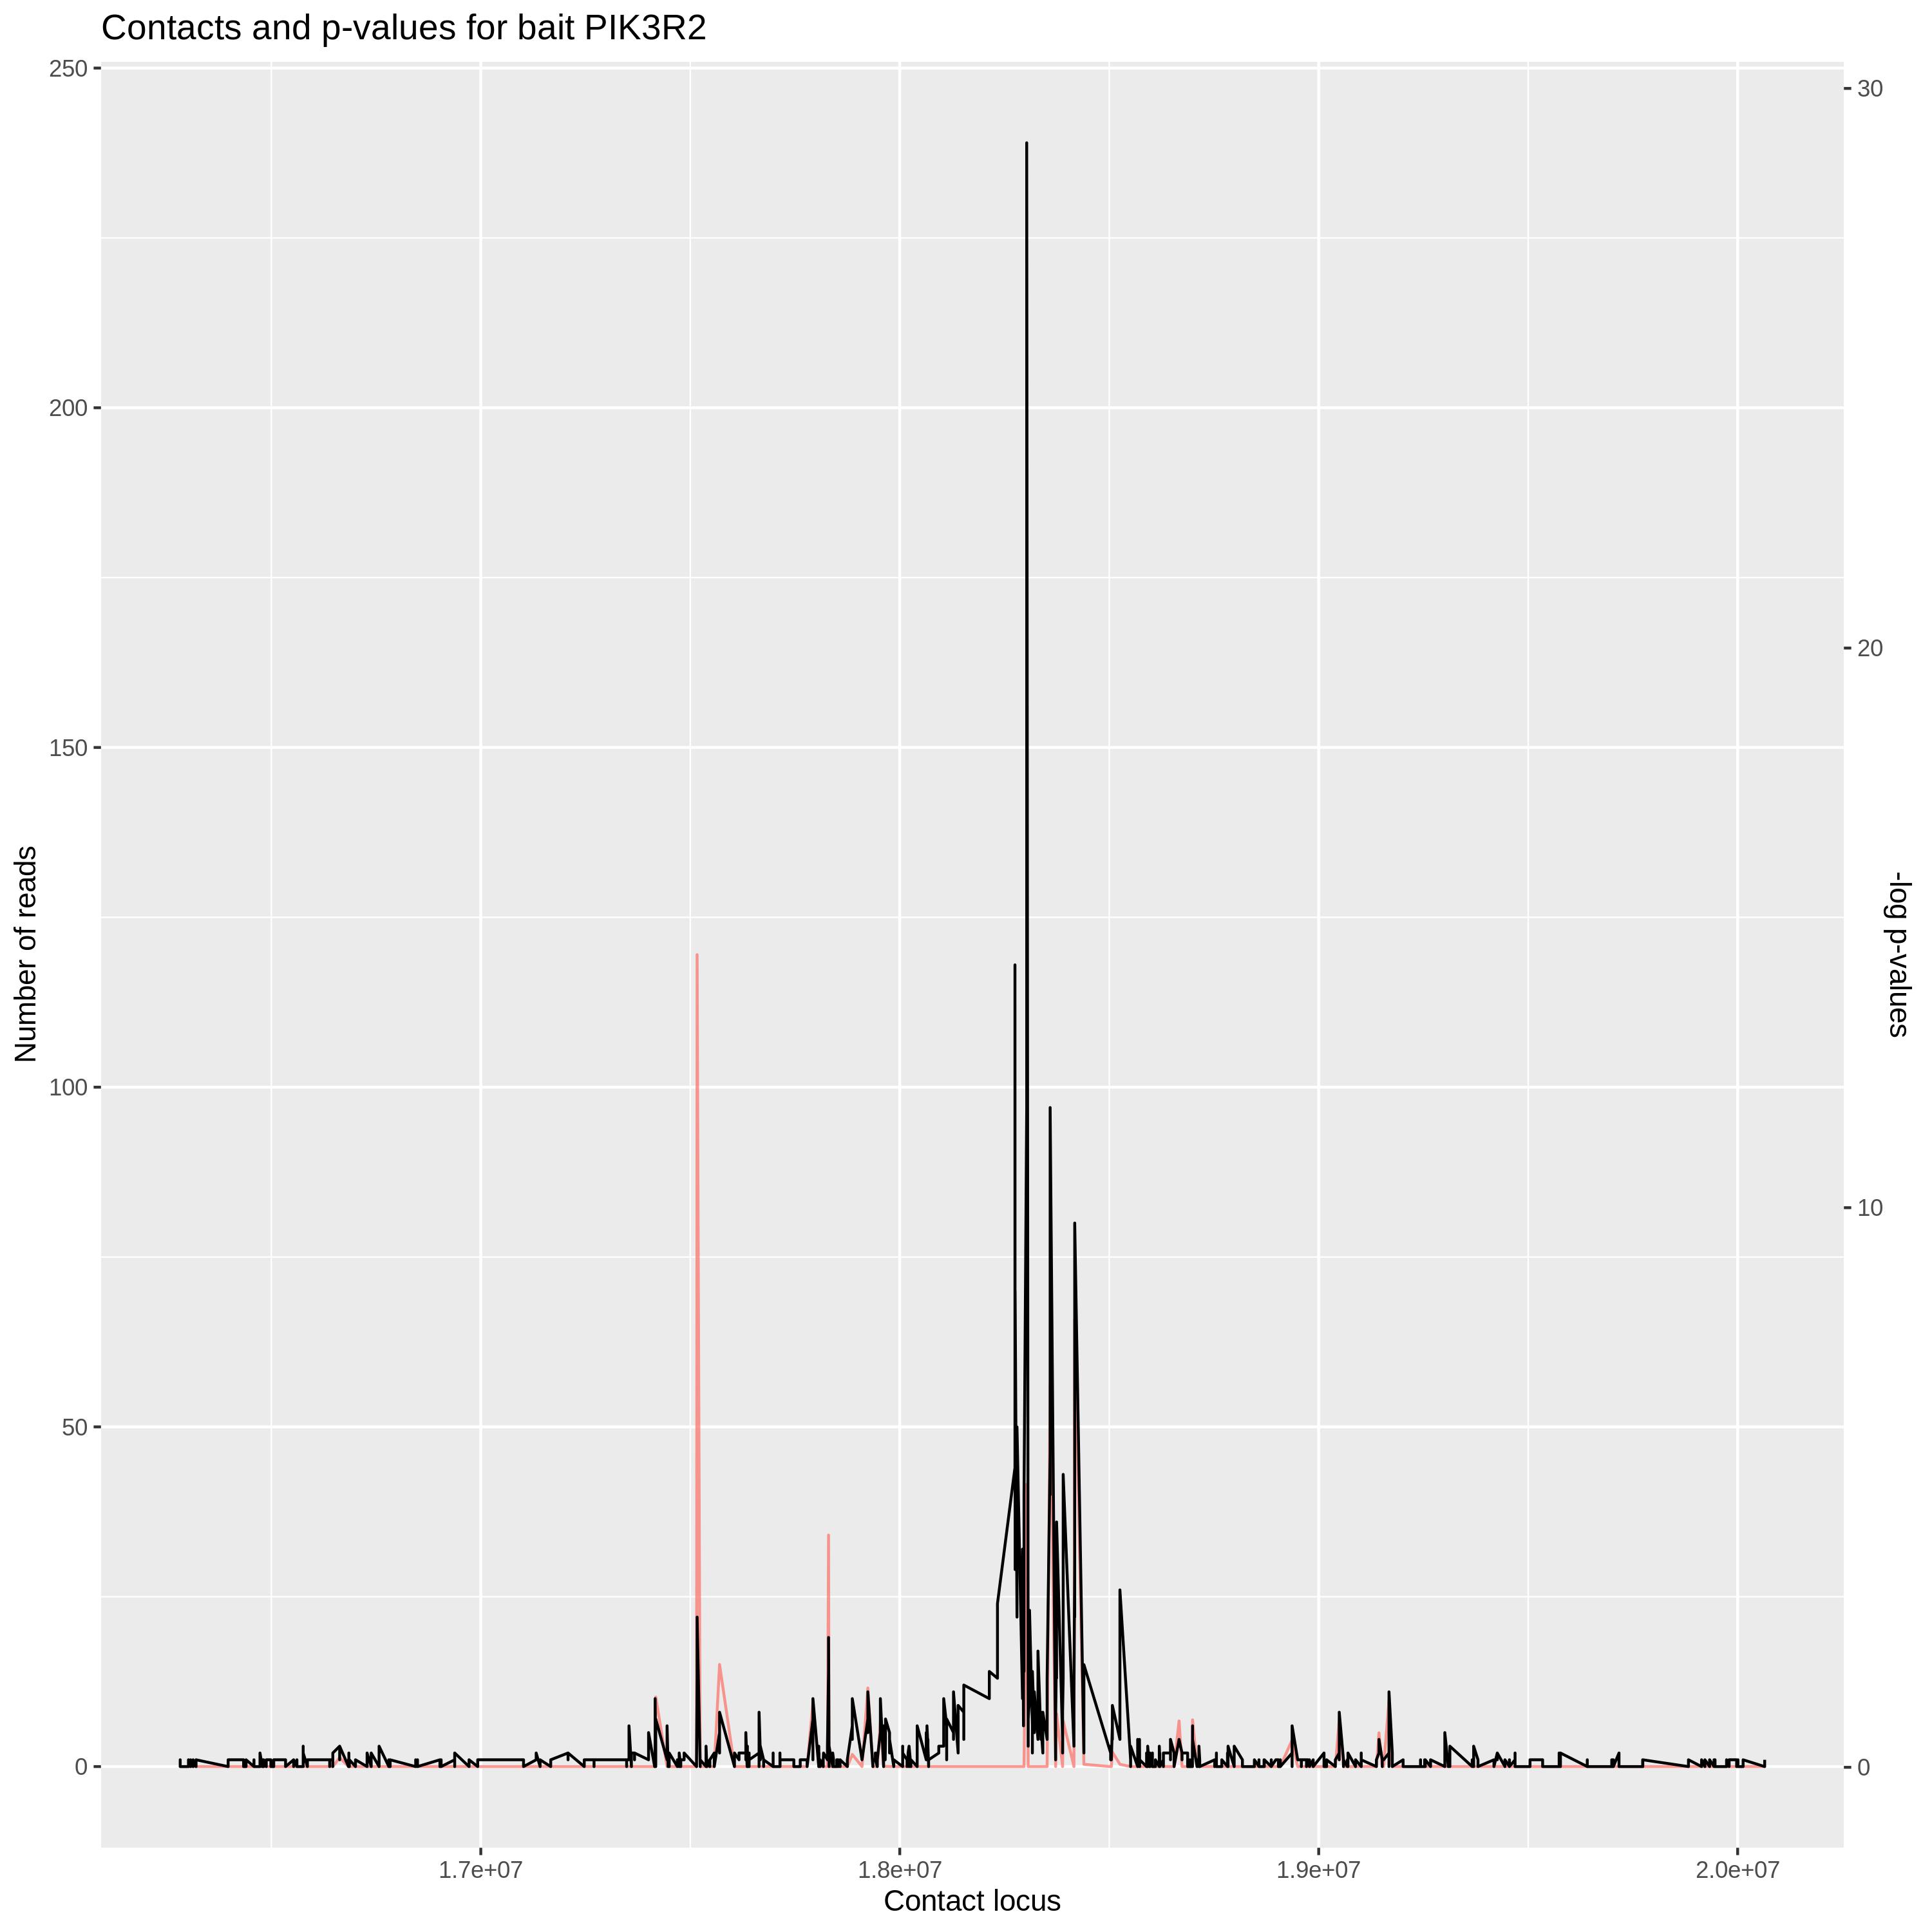 Contacts and p-values for bait PIK3R2
250
200
150
100
50
0
Number of reads
30
20
10
0
-log p-values
1.7e+07 1.8e+07 1.9e+07 2.0e+07
Contact locus